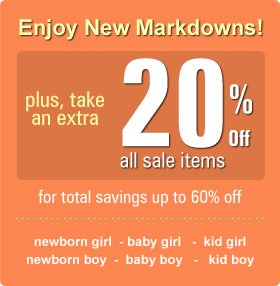 Enjoy New Markdowns!
plus, take
an extra
20% Off
all sale items
for total savings up to 60% off
newborn girl - baby girl - kid girl
newborn boy - baby boy - kid boy